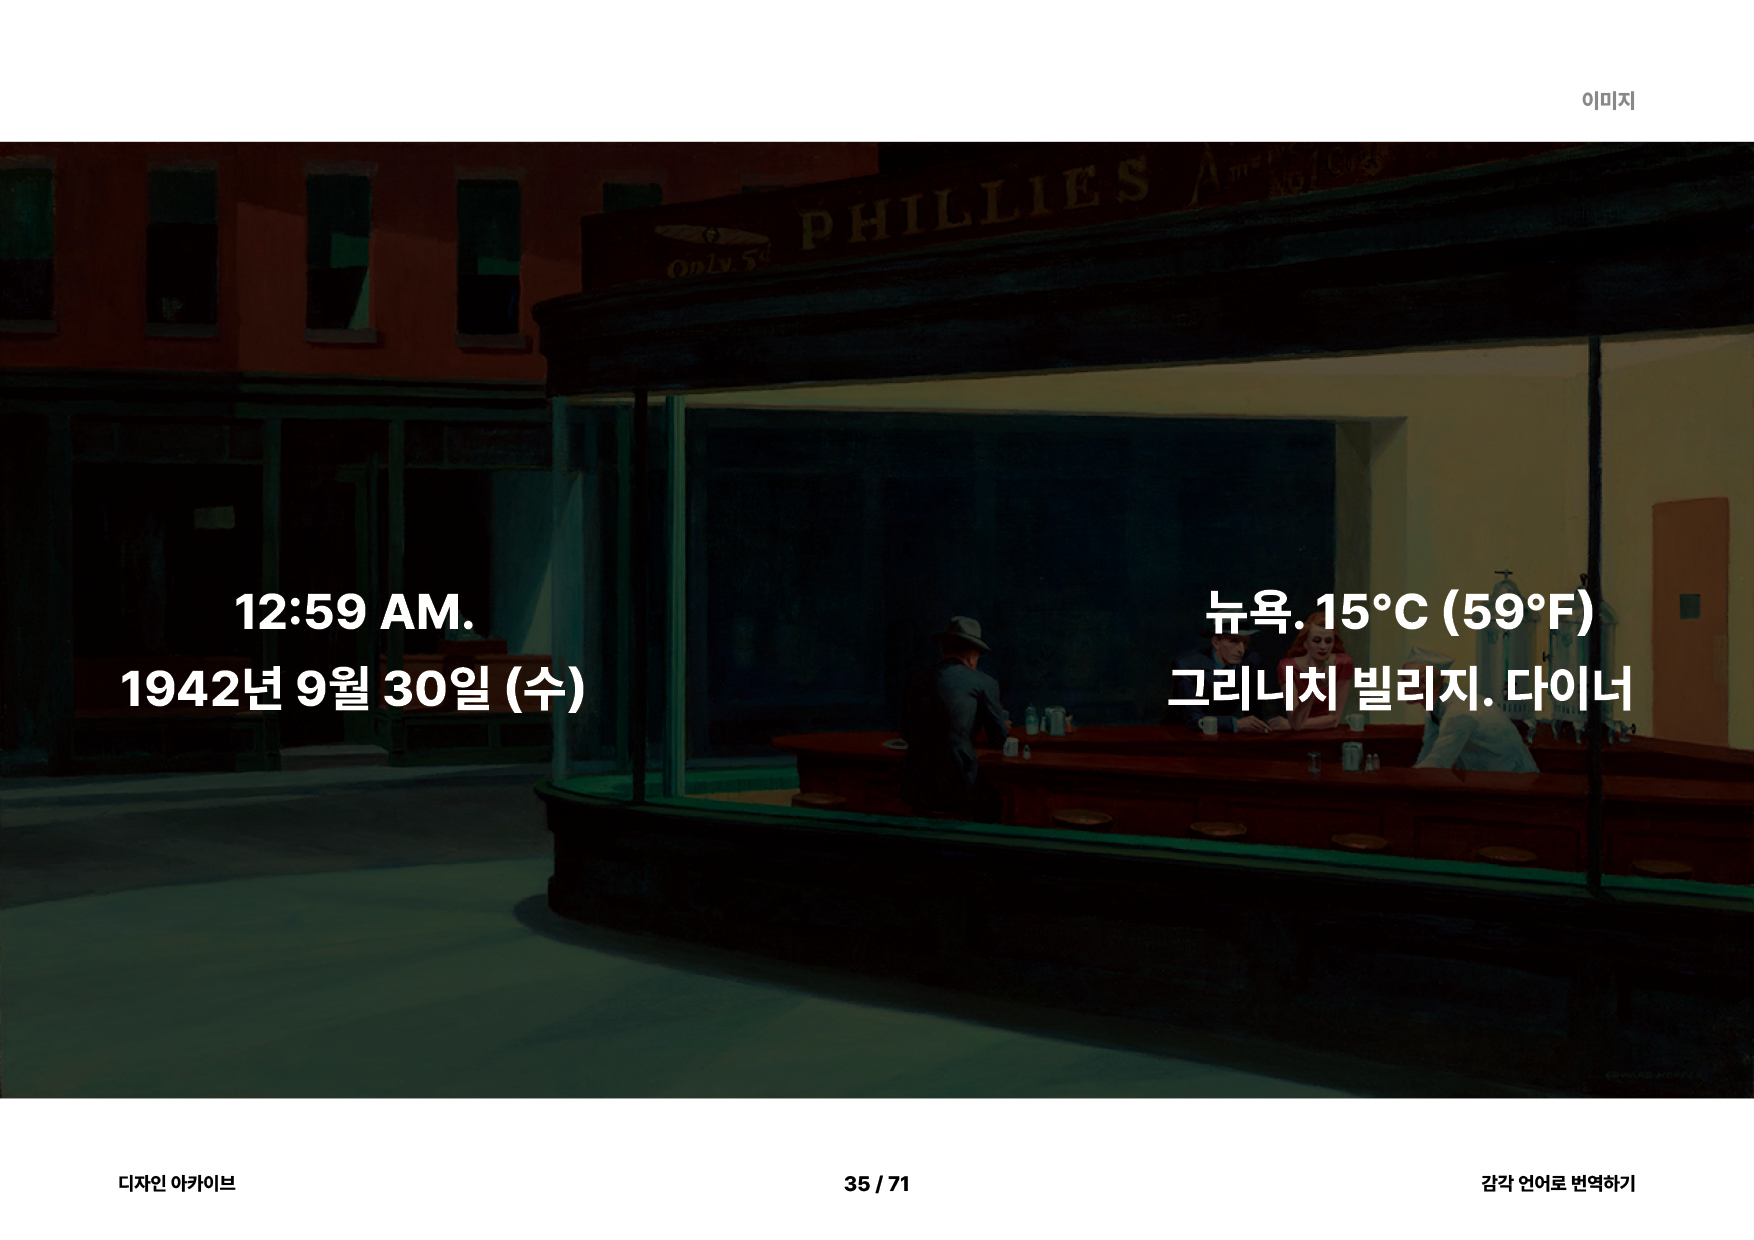 이미지
PHILLIES
Only 5¢
12:59 AM.
1942년 9월 30일 (수)
뉴욕. 15°C (59°F)
그리니치 빌리지. 다이너
디자인 아카이브
35 / 71
감각 언어로 번역하기